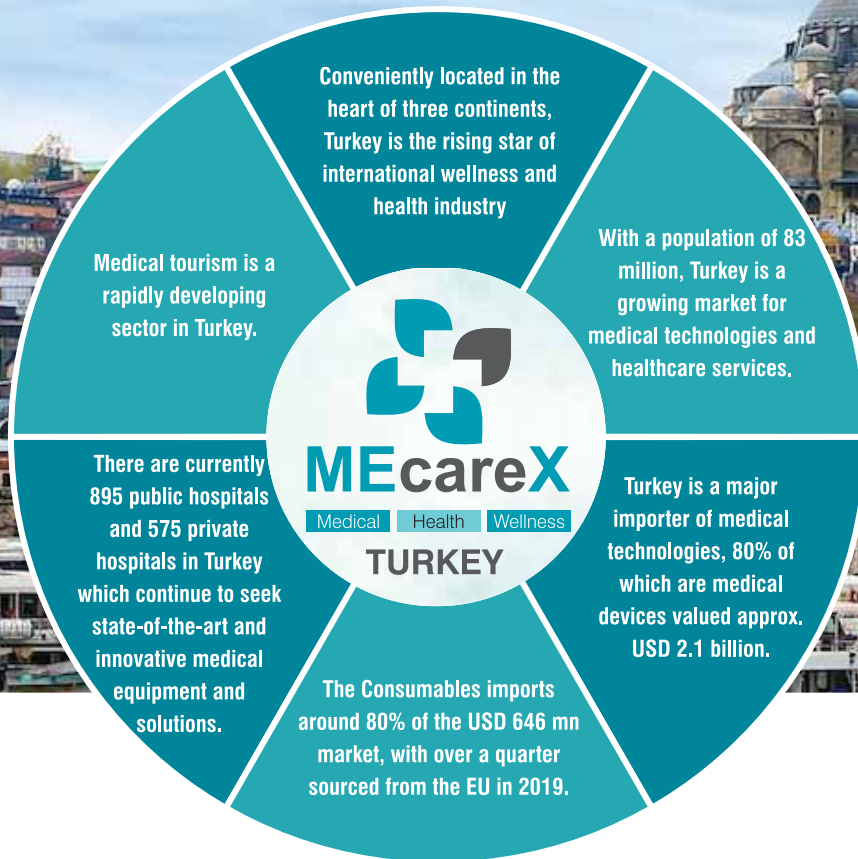 Conveniently located in the
heart of three continents,
Turkey is the rising star of
international wellness and
health industry
With a population of 83
million, Turkey is a
growing market for
medical technologies and
healthcare services.
Turkey is a major
importer of medical
technologies, 80% of
which are medical
devices valued approx.
USD 2.1 billion.
The Consumables imports
around 80% of the USD 646 mn
market, with over a quarter
sourced from the EU in 2019.
There are currently
895 public hospitals
and 575 private
hospitals in Turkey
which continue to seek
state-of-the-art and
innovative medical
equipment and
solutions.
Medical tourism is a
rapidly developing
sector in Turkey.
MEcareX
Medical Health Wellness
TURKEY